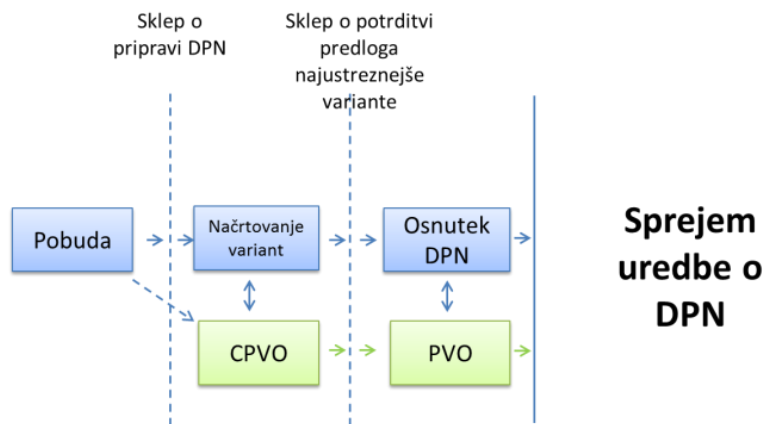 Sklep o
pripravi DPN
Sklep o potrditvi
predloga
najustreznejše
variante
Pobuda
Načrtovanje
variant
Osnutek
DPN
Sprejem
uredbe o
DPN
CPVO
PVO